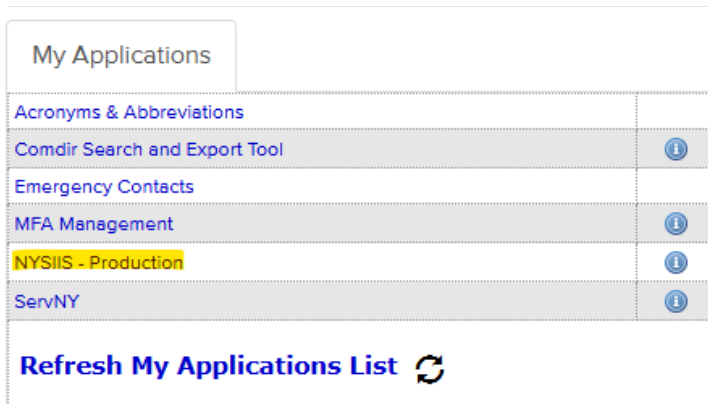 My Applications
Acronyms & Abbreviations
Comdir Search and Export Tool
Emergency Contacts
MFA Management
NYSIIS - Production
ServNY
Refresh My Applications List